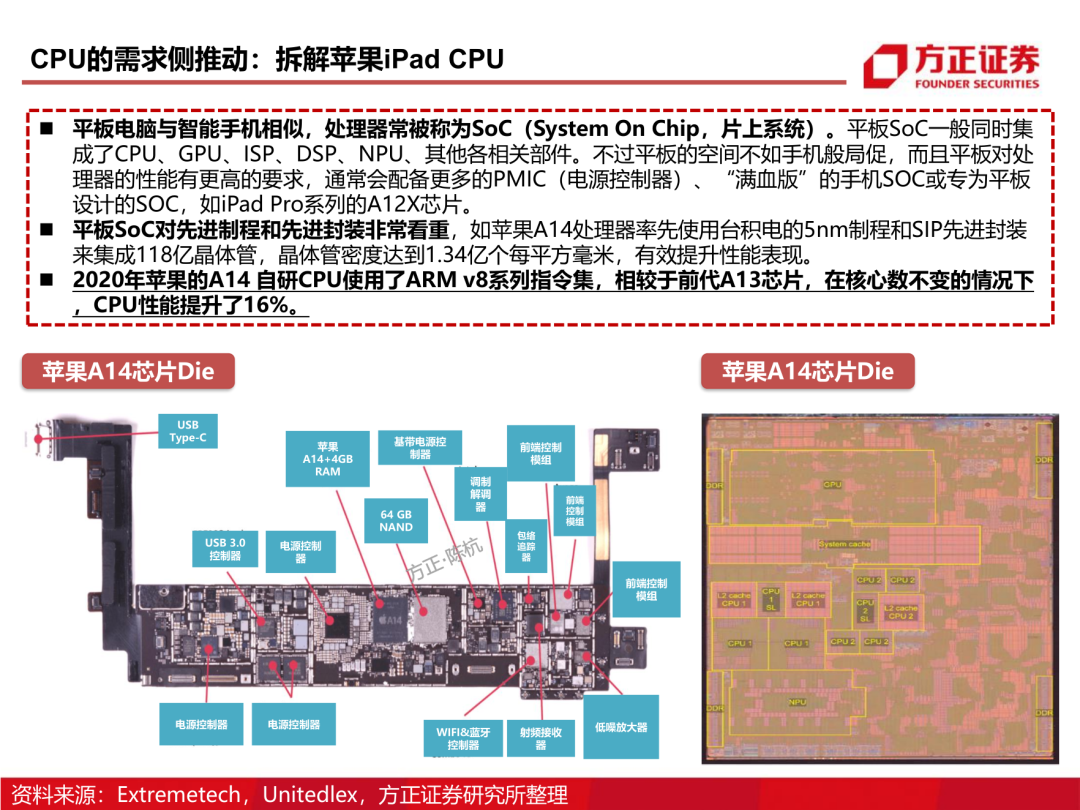 CPU的需求侧推动：拆解苹果iPad CPU
方正证券
FOUNDER SECURITIES
■ 平板电脑与智能手机相似，处理器常被称为SoC（System On Chip，片上系统）。平板SoC一般同时集
成了CPU、GPU、ISP、DSP、NPU、其他各相关部件。不过平板的空间不如手机般局促，而且平板对处
理器的性能有更高的要求，通常会配备更多的PMIC（电源控制器）、“满血版”的手机SOC或专为平板
设计的SOC，如iPad Pro系列的A12X芯片。
■ 平板SoC对先进制程和先进封装非常看重，如苹果A14处理器率先使用台积电的5nm制程和SIP先进封装
来集成118亿晶体管，晶体管密度达到1.34亿个每平方毫米，有效提升性能表现。
■ 2020年苹果的A14 自研CPU使用了ARM v8系列指令集，相较于前代A13芯片，在核心数不变的情况下
，CPU性能提升了16%。
苹果A14芯片Die
苹果A14芯片Die
USB
Type-C
苹果
A14+4GB
RAM
基带电源控
制器
前端控制
模组
调制
解调
器
前端
控制
模组
64 GB
NAND
USB 3.0
控制器
电源控制
器
包络
追踪
器
前端控制
模组
方正·陈杭
A14
电源控制器
电源控制器
WIFI&蓝牙
控制器
射频接收
器
低噪放大器
DDR
DDR
GPU
System cache
CPU 2
CPU 2
L2 cache
CPU 1
CPU
1
SL
L2 cache
CPU 1
CPU
2
SL
L2 cache
CPU 2
CPU 1
CPU 1
CPU 2
CPU 2
NPU
DDR
DDR
资料来源：Extremetech，Unitedlex，方正证券研究所整理